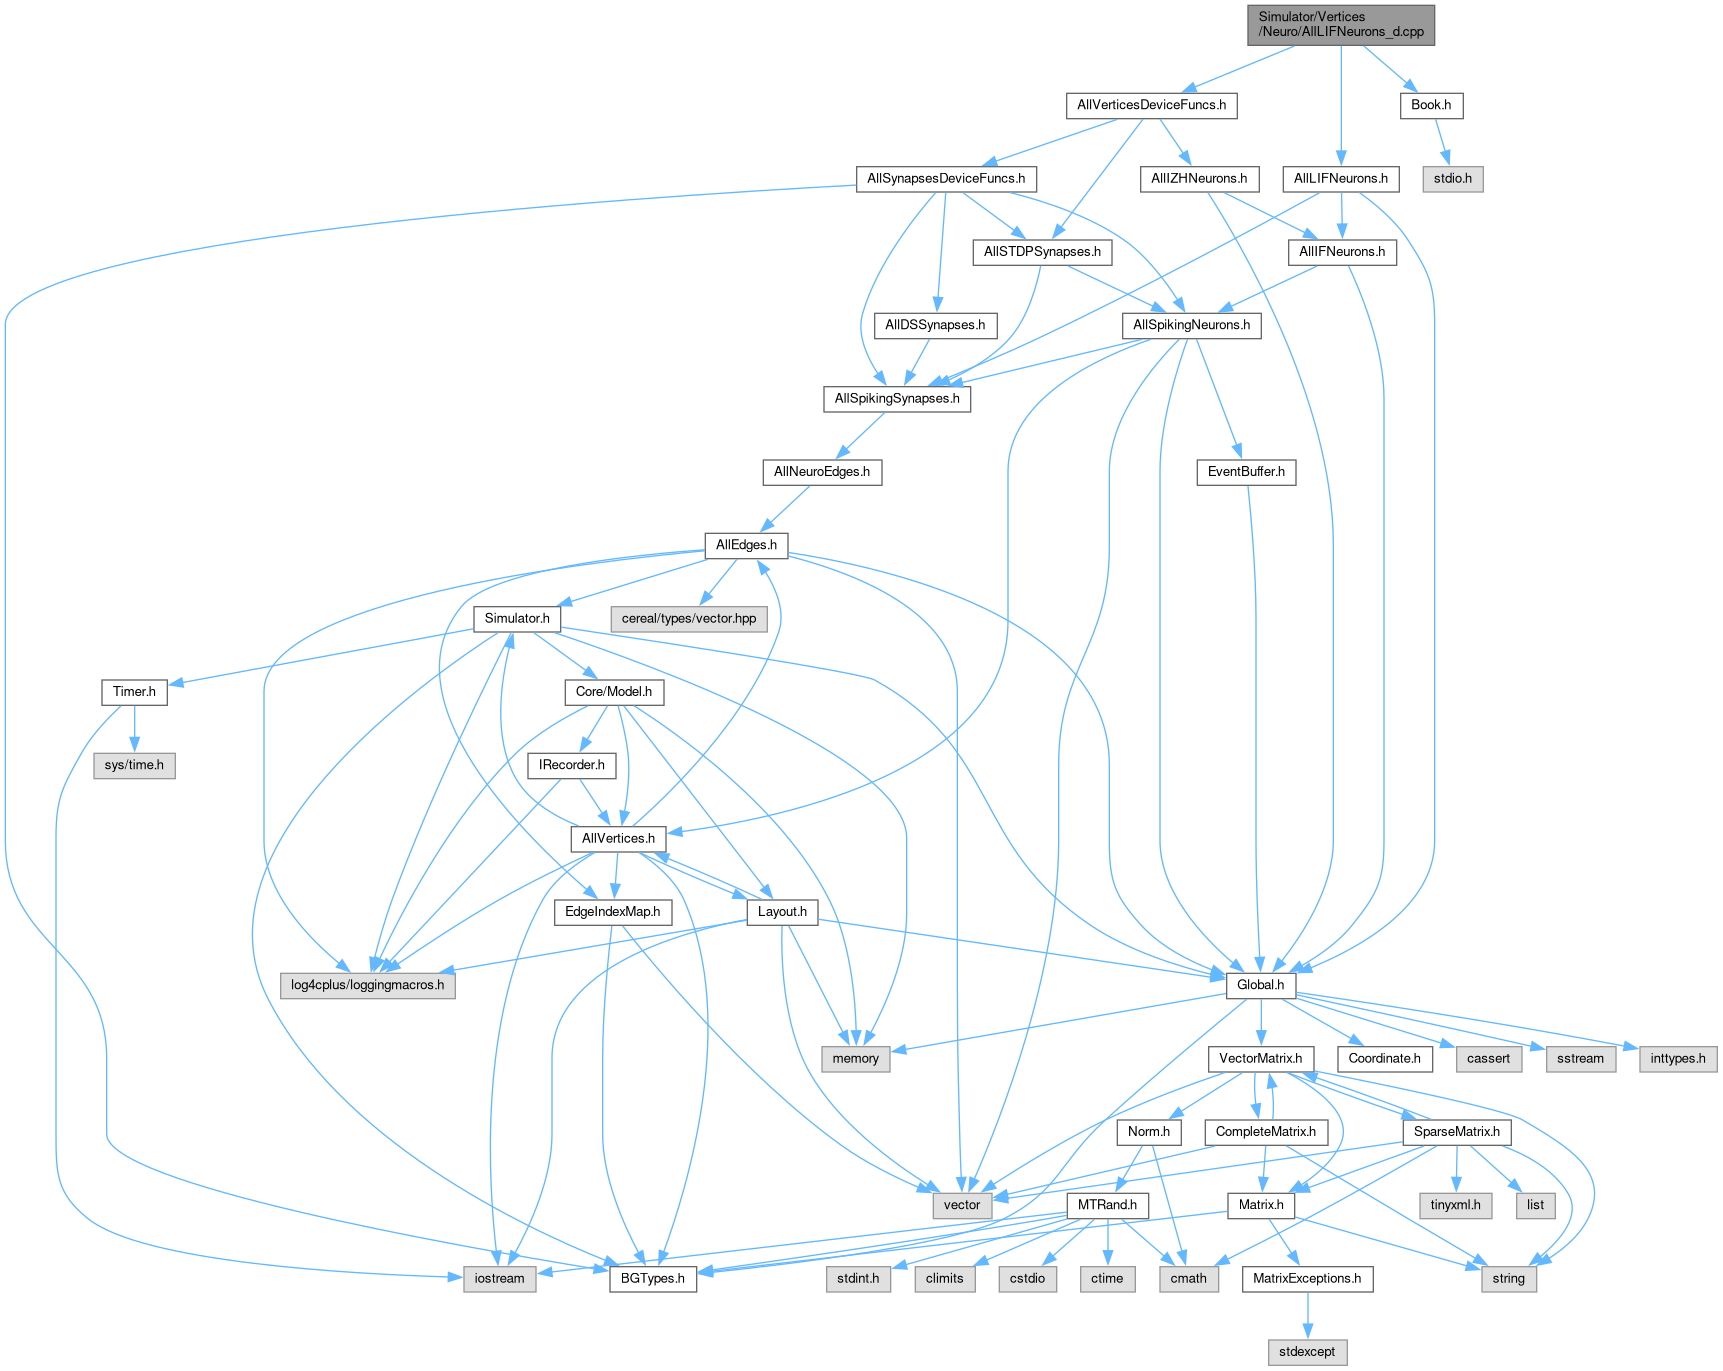 Simulator/Vertices
/Neuro/AllLIFNeurons_d.cpp
AllVerticesDeviceFuncs.h
Book.h
AllSynapsesDeviceFuncs.h
AllIZHNeurons.h
AllLIFNeurons.h
stdio.h
AllSTDPSynapses.h
AllIFNeurons.h
AllDSSynapses.h
AllSpikingNeurons.h
AllSpikingSynapses.h
AllNeuroEdges.h
EventBuffer.h
AllEdges.h
Simulator.h
cereal/types/vector.hpp
Timer.h
Core/Model.h
sys/time.h
IRecorder.h
AllVertices.h
EdgeIndexMap.h
Layout.h
log4cplus/loggingmacros.h
Global.h
memory
VectorMatrix.h
Coordinate.h
cassert
sstream
inttypes.h
Norm.h
CompleteMatrix.h
SparseMatrix.h
vector
MTRand.h
Matrix.h
tinyxml.h
list
iostream
BGTypes.h
stdint.h
climits
cstdio
ctime
cmath
MatrixExceptions.h
string
stdexcept